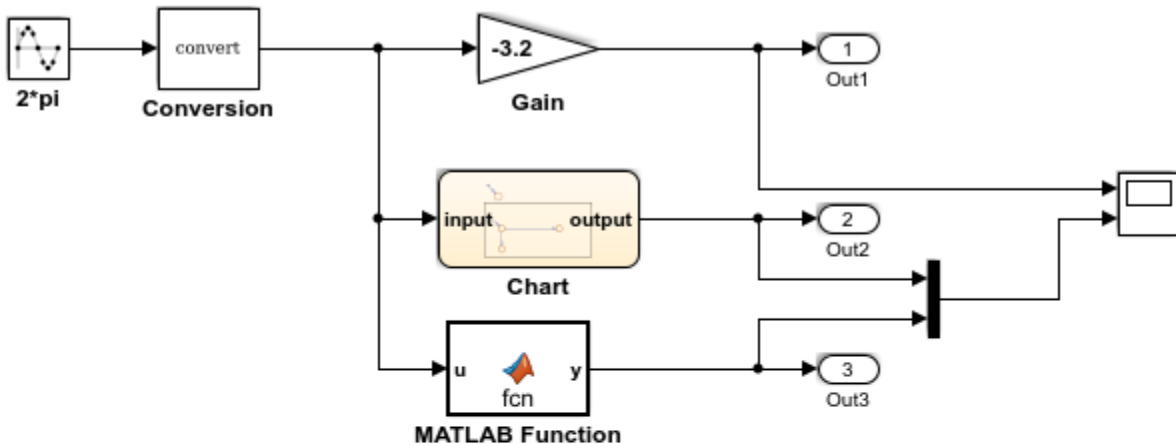 convert
2*pi
Conversion
-3.2
Gain
1
Out1
input output
Chart
2
Out2
u y
fcn
MATLAB Function
3
Out3